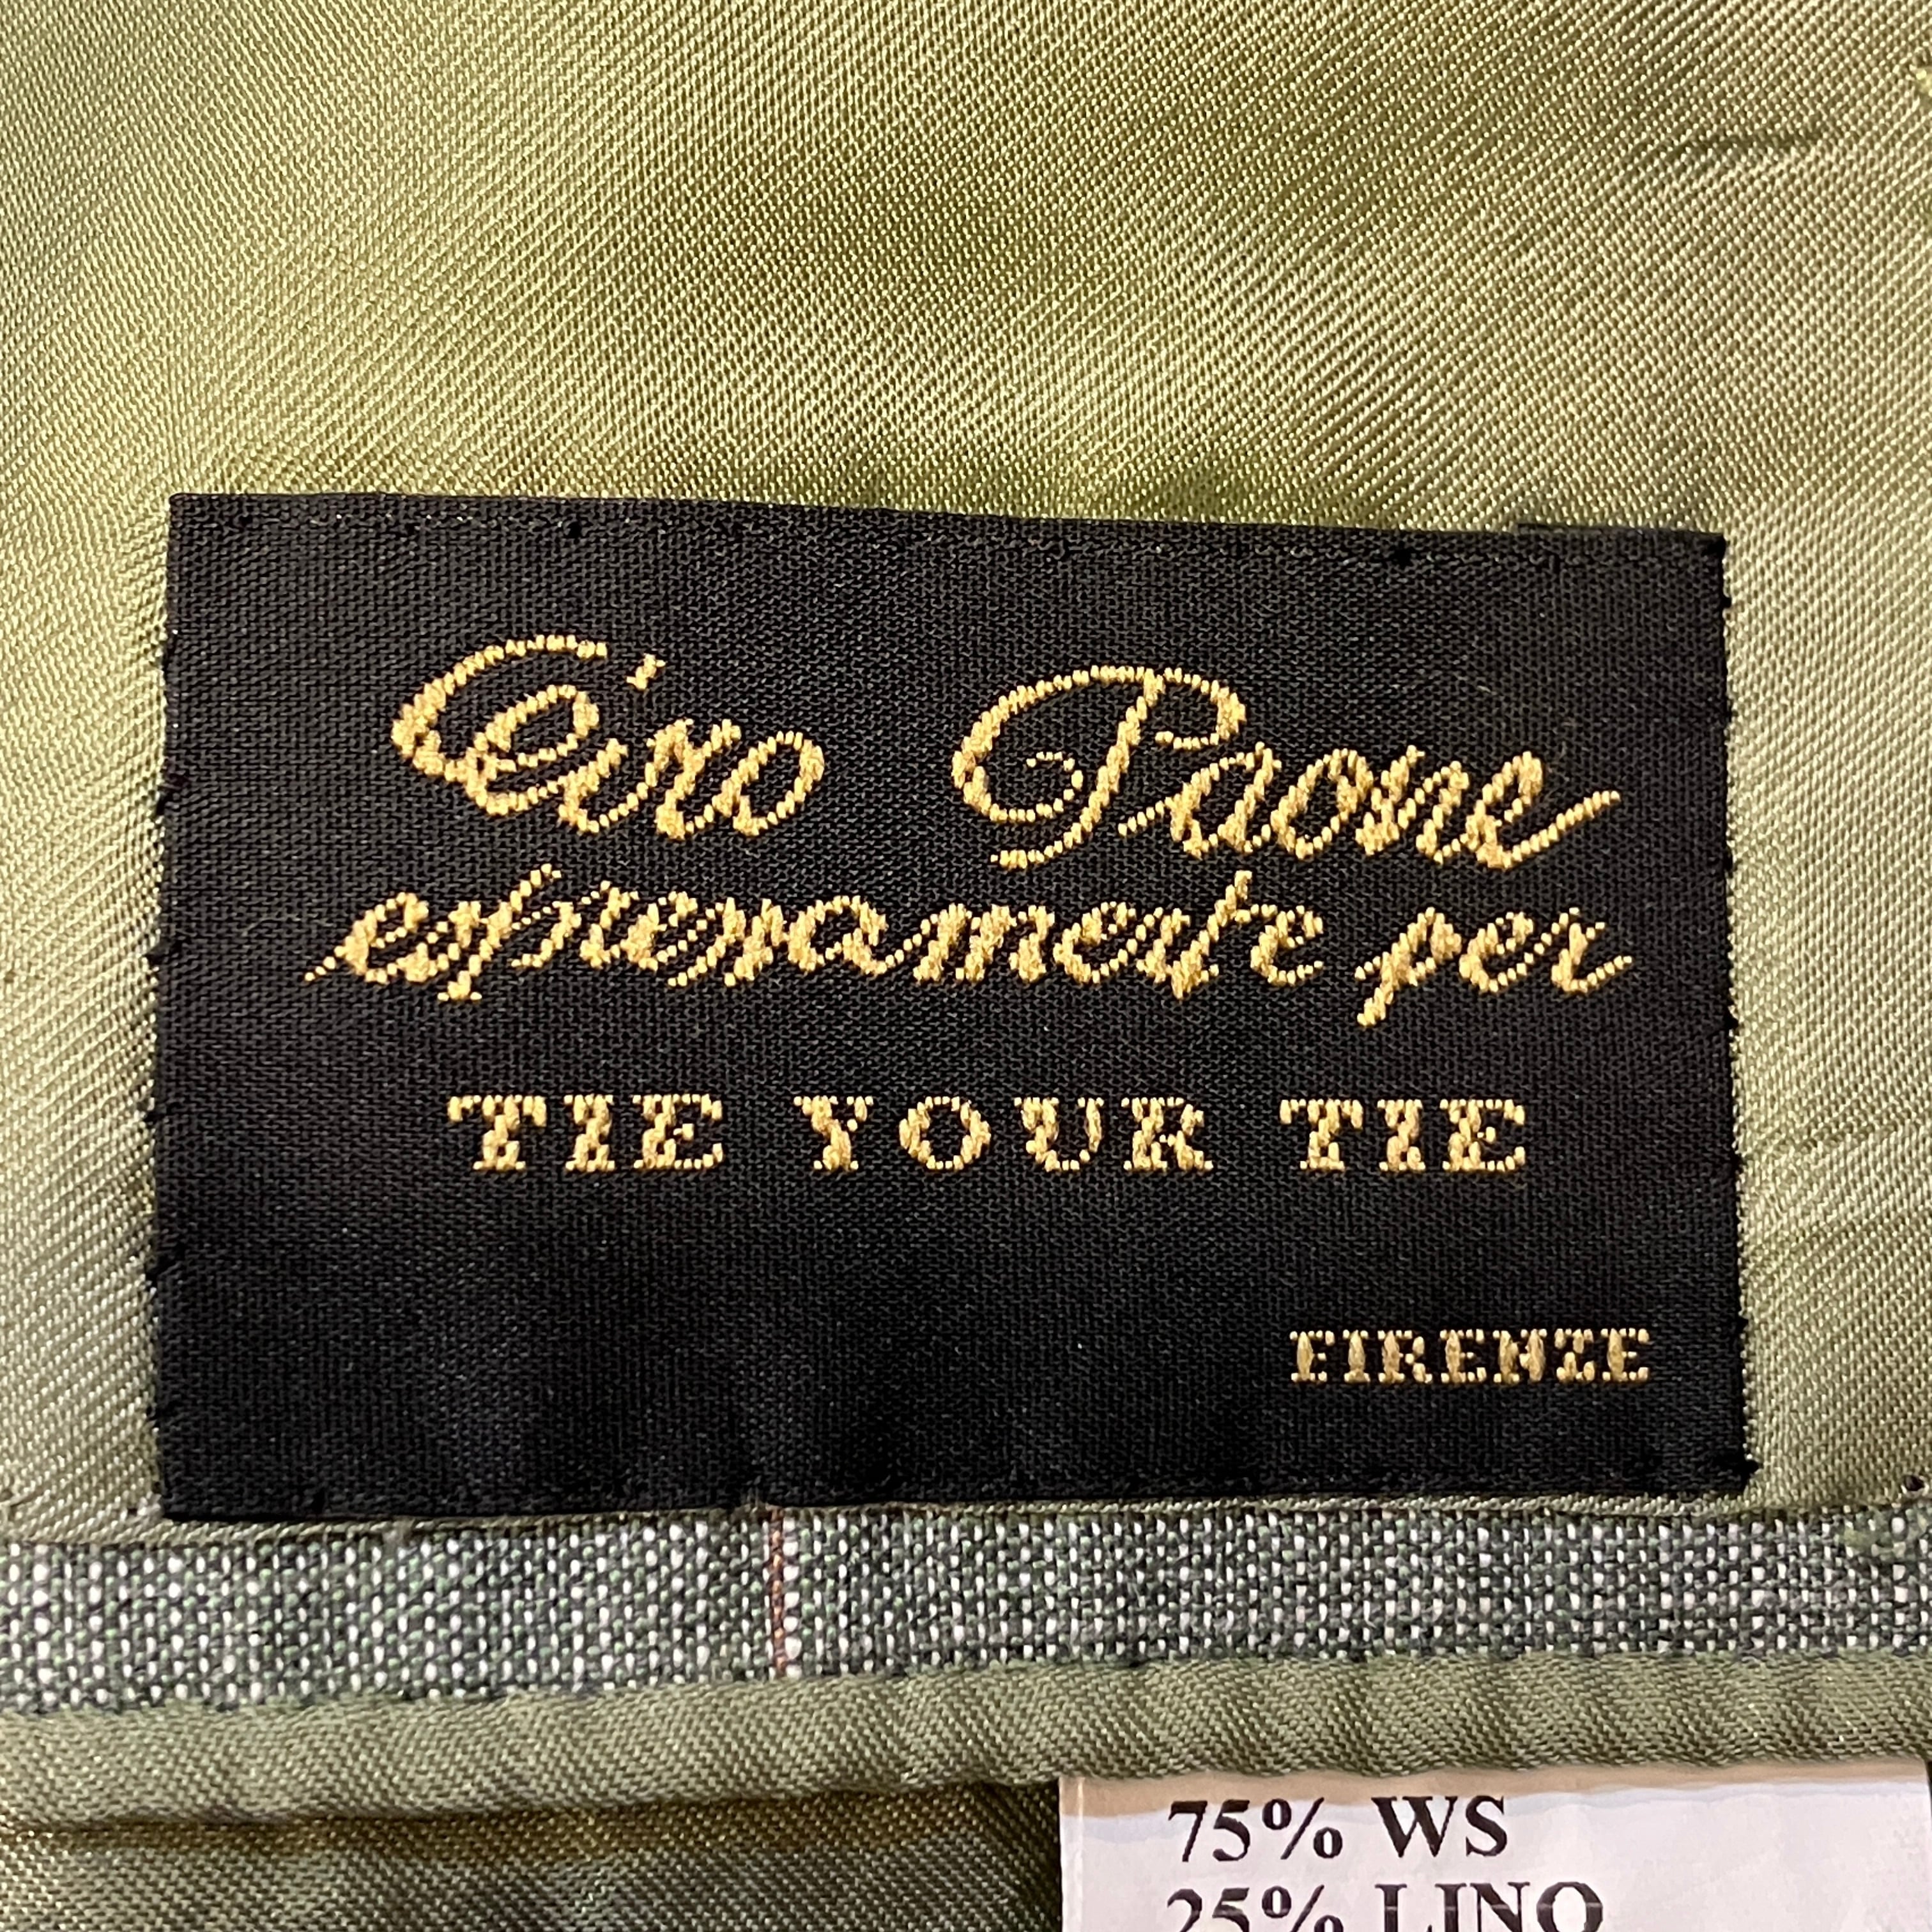 Ciro Paone
espressamente per
TIE YOUR TIE
FIRENZE
75% WS
25% LINO